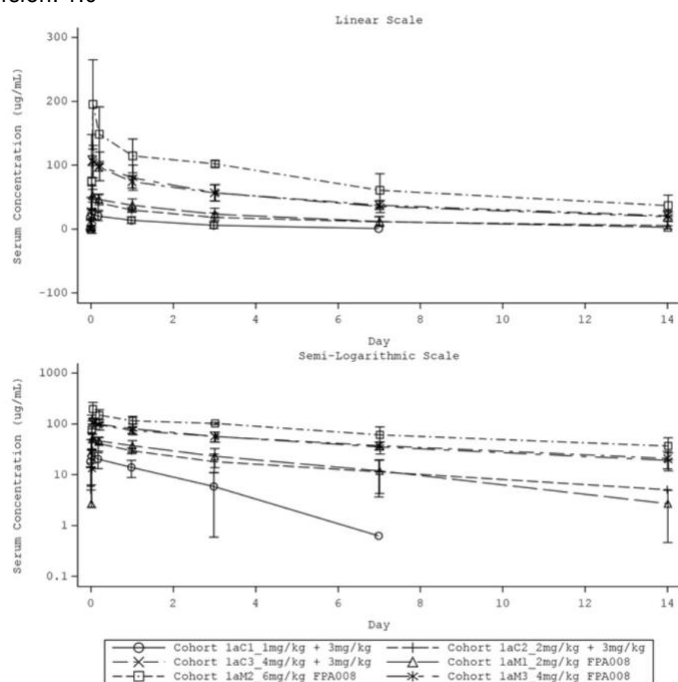 Linear Scale
300
200
100
0
-100
Serum Concentration (ug/mL)
0 2 4 6 8 10 12 14
Day
Semi-Logarithmic Scale
1000
100
10
1
0.1
Serum Concentration (ug/mL)
0 2 4 6 8 10 12 14
Day
Cohort 1aC1_1mg/kg + 3mg/kg Cohort 1aC2_2mg/kg + 3mg/kg
Cohort 1aC3_4mg/kg + 3mg/kg Cohort 1aM1_2mg/kg FPA008
Cohort 1aM2_6mg/kg FPA008 Cohort 1aM3_4mg/kg FPA008